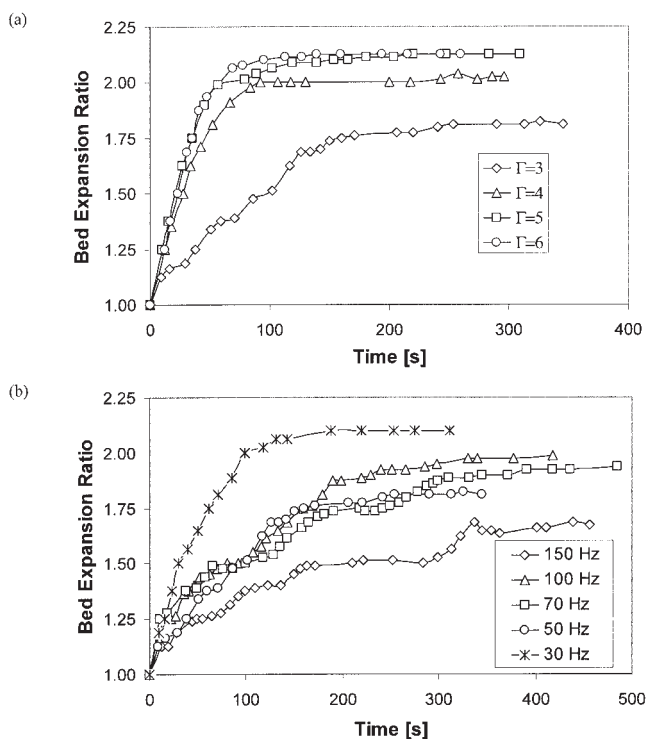 (a)
Bed Expansion Ratio
2.25
2.00
1.75
1.50
1.25
1.00
0
100
200
300
400
Time [s]
Γ=3
Γ=4
Γ=5
Γ=6
(b)
Bed Expansion Ratio
2.25
2.00
1.75
1.50
1.25
1.00
0
100
200
300
400
500
Time [s]
150 Hz
100 Hz
70 Hz
50 Hz
30 Hz